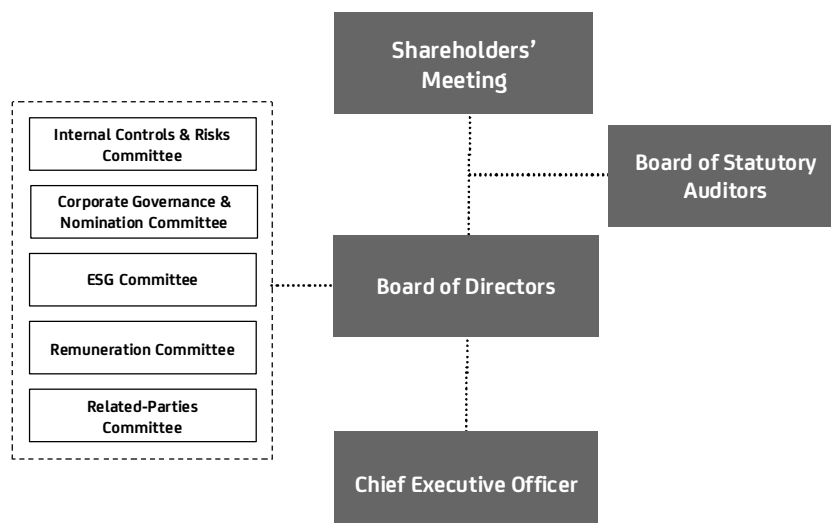 Shareholders’
Meeting
Internal Controls & Risks
Committee
Board of Statutory
Auditors
Corporate Governance &
Nomination Committee
ESG Committee
Board of Directors
Remuneration Committee
Related-Parties
Committee
Chief Executive Officer